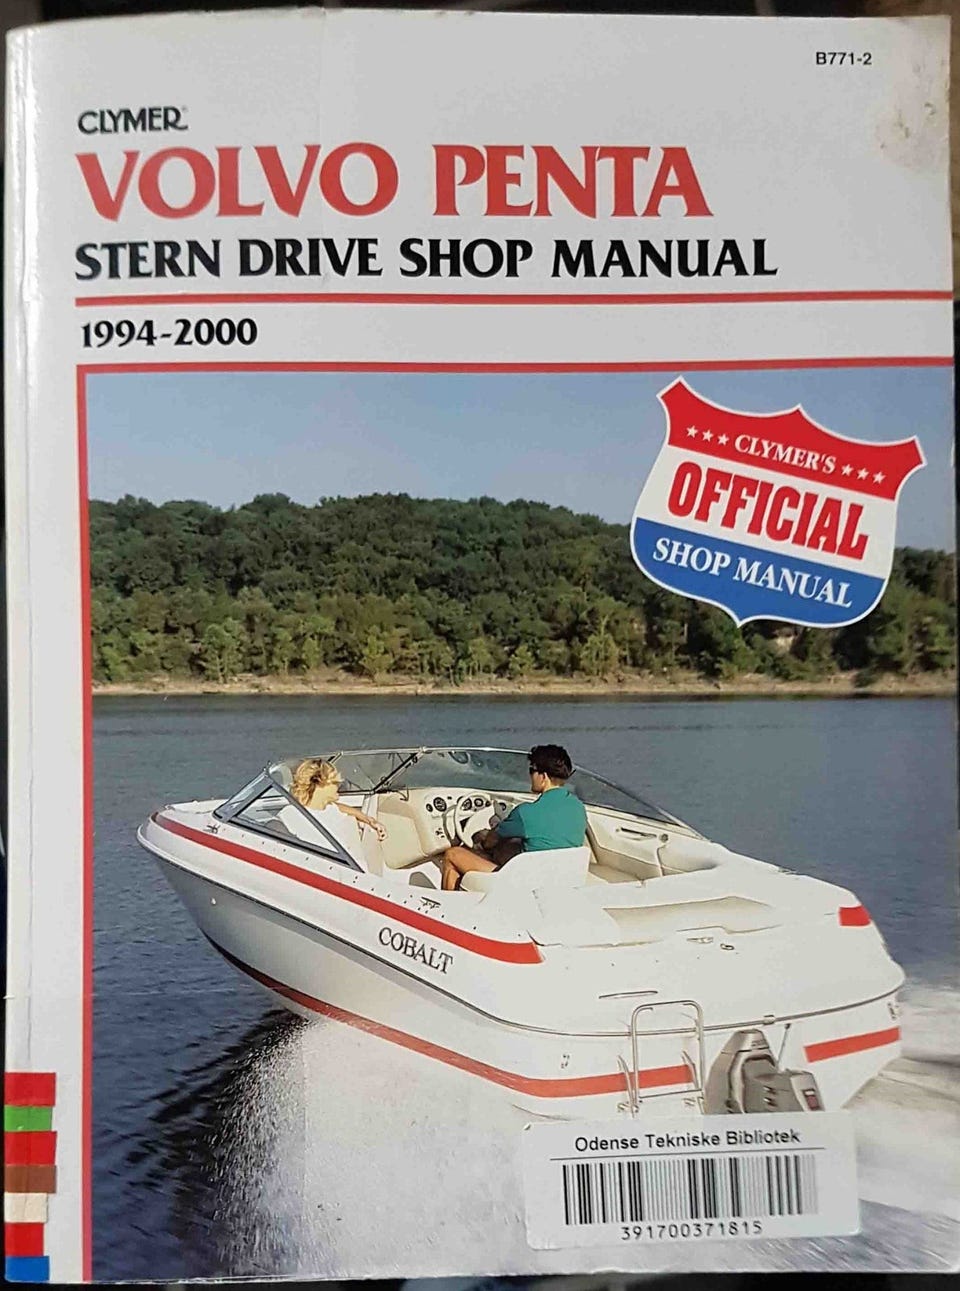 B771-2
CLYMER®
VOLVO PENTA
STERN DRIVE SHOP MANUAL
1994-2000
★★★ CLYMER'S ★★★
OFFICIAL
SHOP MANUAL
COBALT
Odense Tekniske Bibliotek
391700371815